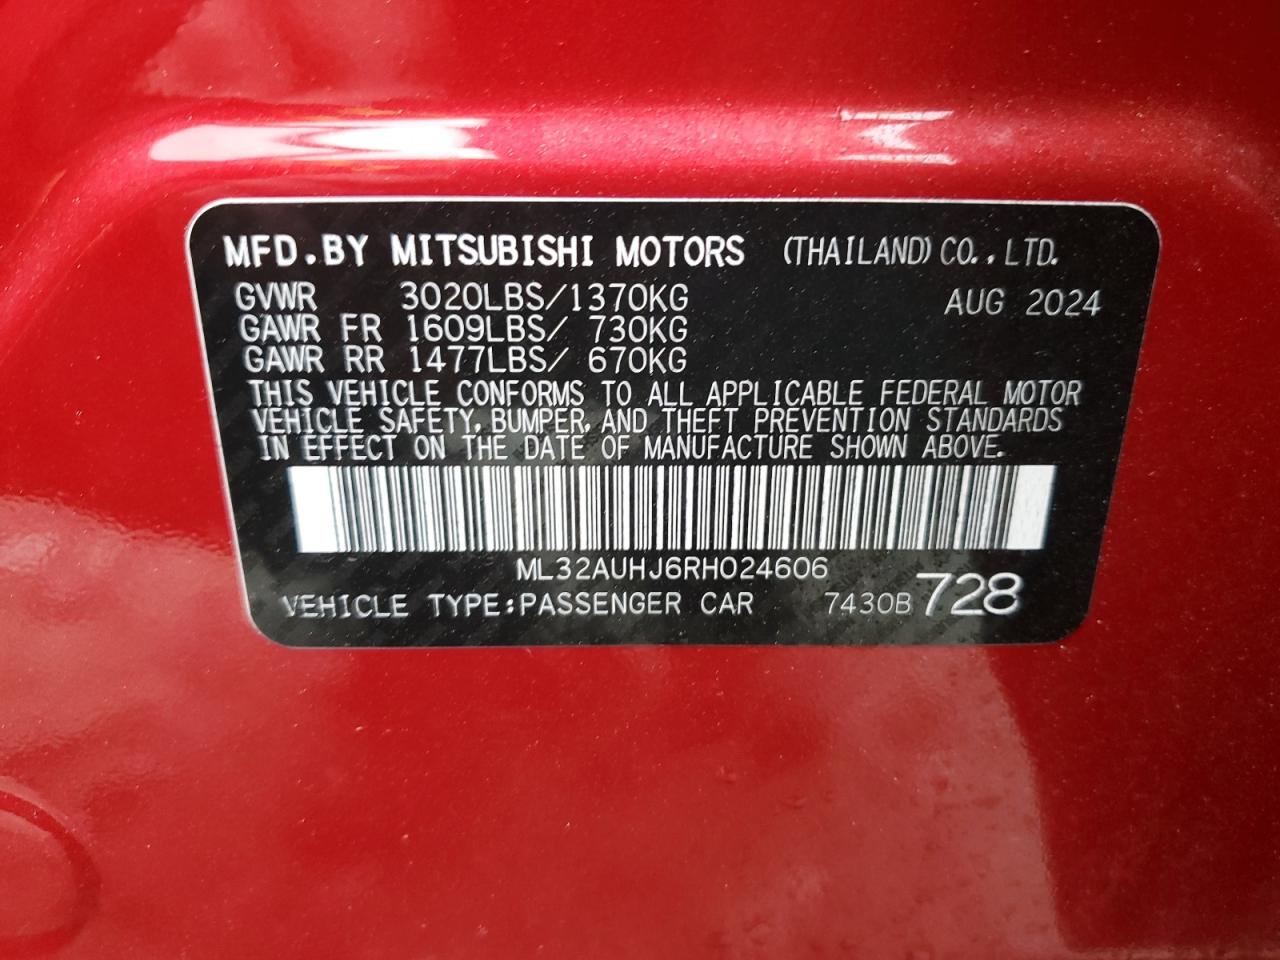 MFD.BY MITSUBISHI MOTORS (THAILAND) CO.,LTD.
GVWR 3020LBS/1370KG AUG 2024
GAWR FR 1609LBS/ 730KG
GAWR RR 1477LBS/ 670KG
THIS VEHICLE CONFORMS TO ALL APPLICABLE FEDERAL MOTOR
VEHICLE SAFETY, BUMPER, AND THEFT PREVENTION STANDARDS
IN EFFECT ON THE DATE OF MANUFACTURE SHOWN ABOVE.
ML32AUHJ6RH024606
VEHICLE TYPE:PASSENGER CAR 7430B 728